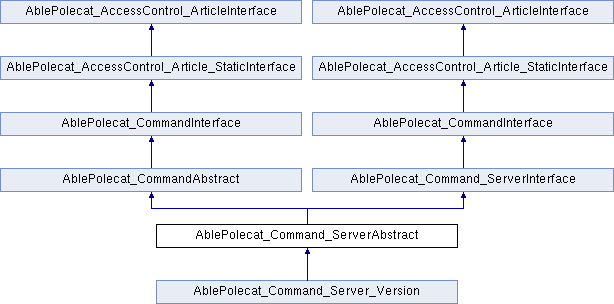 AblePolecat_AccessControl_ArticleInterface AblePolecat_AccessControl_ArticleInterface
AblePolecat_AccessControl_Article_StaticInterface AblePolecat_AccessControl_Article_StaticInterface
AblePolecat_CommandInterface AblePolecat_CommandInterface
AblePolecat_CommandAbstract AblePolecat_Command_ServerInterface
AblePolecat_Command_ServerAbstract
AblePolecat_Command_Server_Version